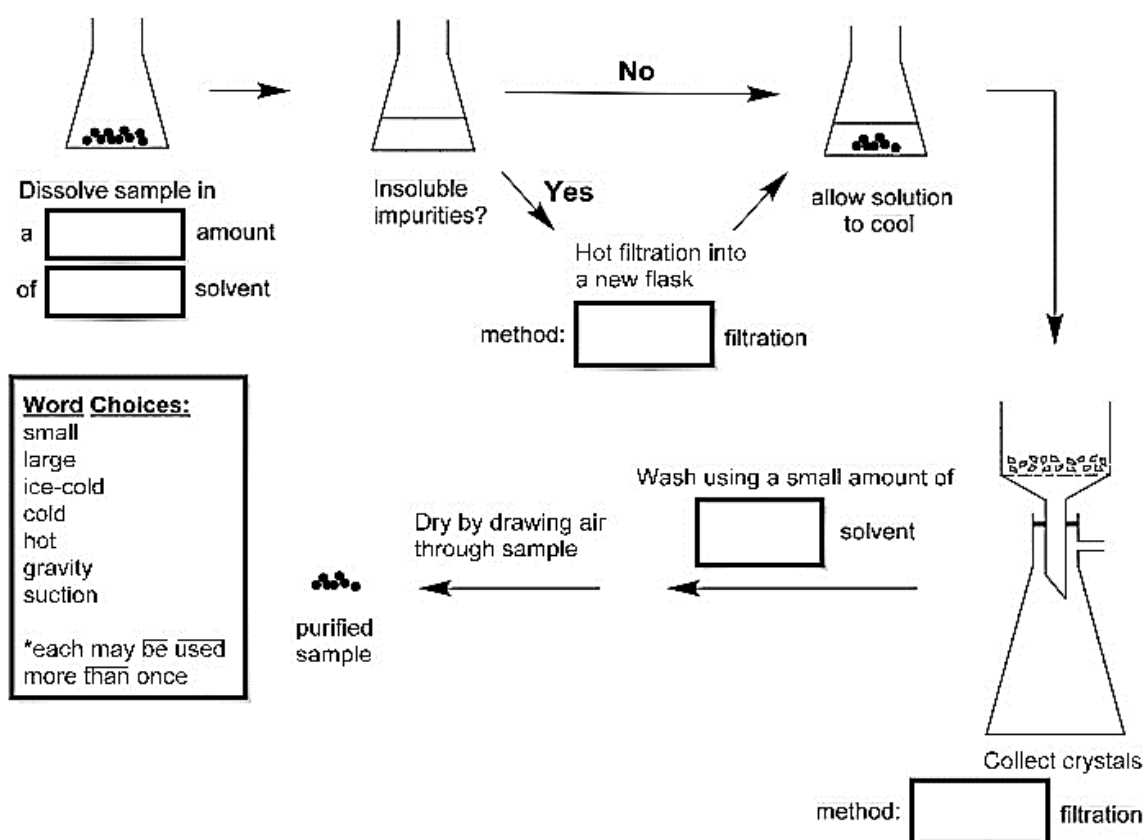 No
Dissolve sample in
a amount
of solvent
Insoluble
impurities?
Yes
Hot filtration into
a new flask
method: filtration
allow solution
to cool
Word Choices:
small
large
ice-cold
cold
hot
gravity
suction
*each may be used
more than once
Wash using a small amount of
solvent
Dry by drawing air
through sample
purified
sample
Collect crystals
method: filtration